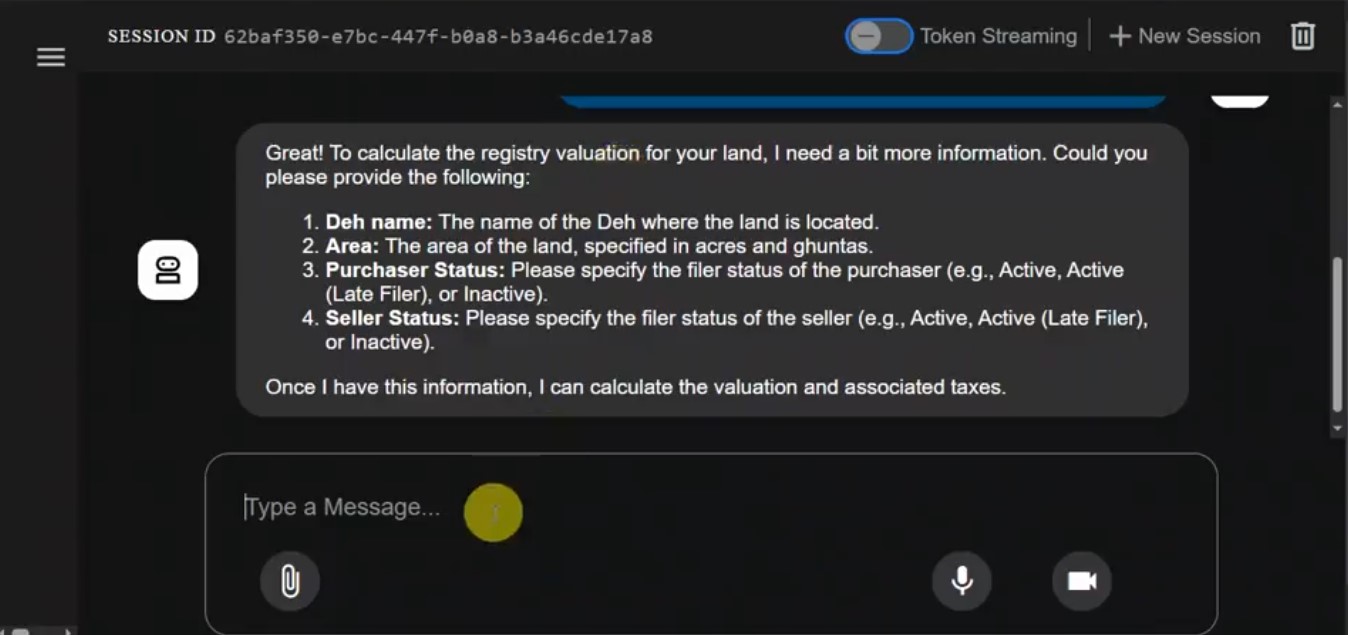 SESSION ID 62baf350-e7bc-447f-b0a8-b3a46cde17a8
Token Streaming
New Session
Great! To calculate the registry valuation for your land, I need a bit more information. Could you
please provide the following:
1. Deh name: The name of the Deh where the land is located.
2. Area: The area of the land, specified in acres and ghuntas.
3. Purchaser Status: Please specify the filer status of the purchaser (e.g., Active, Active
(Late Filer), or Inactive).
4. Seller Status: Please specify the filer status of the seller (e.g., Active, Active (Late Filer),
or Inactive).
Once I have this information, I can calculate the valuation and associated taxes.
Type a Message...